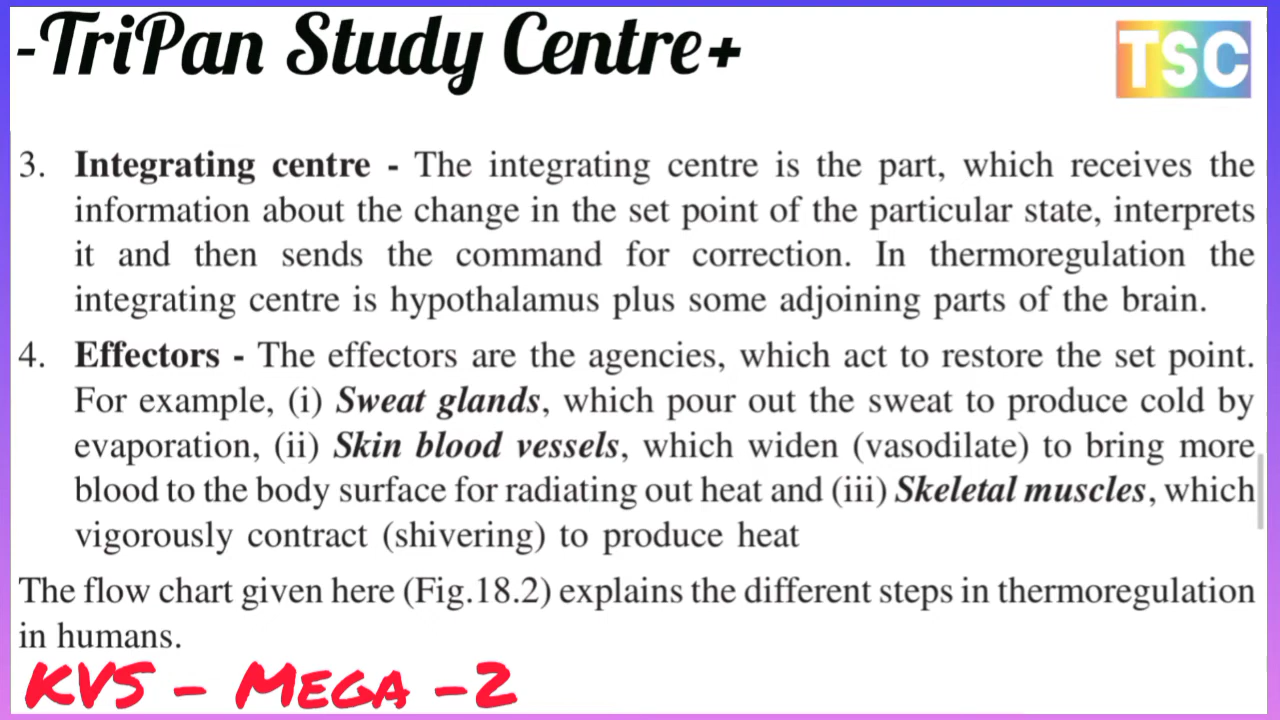 -TriPan Study Centre+
TSC
3. Integrating centre - The integrating centre is the part, which receives the
information about the change in the set point of the particular state, interprets
it and then sends the command for correction. In thermoregulation the
integrating centre is hypothalamus plus some adjoining parts of the brain.
4. Effectors - The effectors are the agencies, which act to restore the set point.
For example, (i) Sweat glands, which pour out the sweat to produce cold by
evaporation, (ii) Skin blood vessels, which widen (vasodilate) to bring more
blood to the body surface for radiating out heat and (iii) Skeletal muscles, which
vigorously contract (shivering) to produce heat
The flow chart given here (Fig.18.2) explains the different steps in thermoregulation
in humans.
KVS - MEGA -2